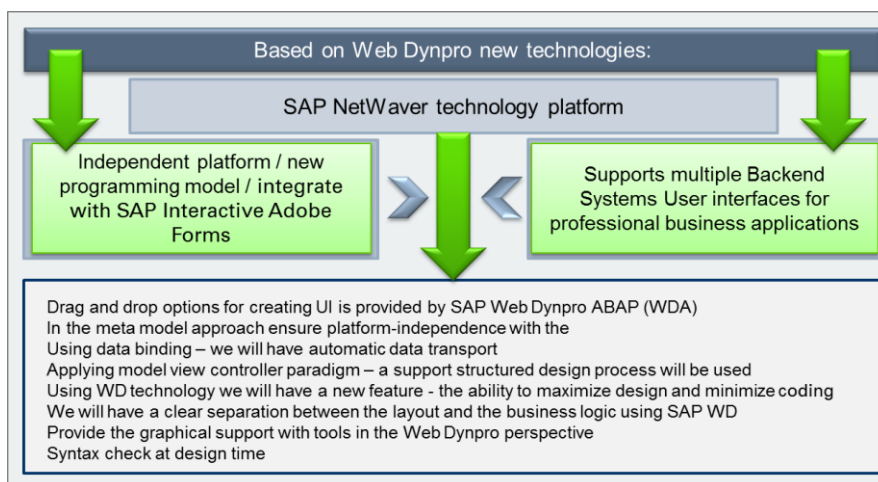 Based on Web Dynpro new technologies:
SAP NetWaver technology platform
Independent platform / new
programming model / integrate
with SAP Interactive Adobe
Forms
Supports multiple Backend
Systems User interfaces for
professional business applications
Drag and drop options for creating UI is provided by SAP Web Dynpro ABAP (WDA)
In the meta model approach ensure platform-independence with the
Using data binding – we will have automatic data transport
Applying model view controller paradigm – a support structured design process will be used
Using WD technology we will have a new feature - the ability to maximize design and minimize coding
We will have a clear separation between the layout and the business logic using SAP WD
Provide the graphical support with tools in the Web Dynpro perspective
Syntax check at design time